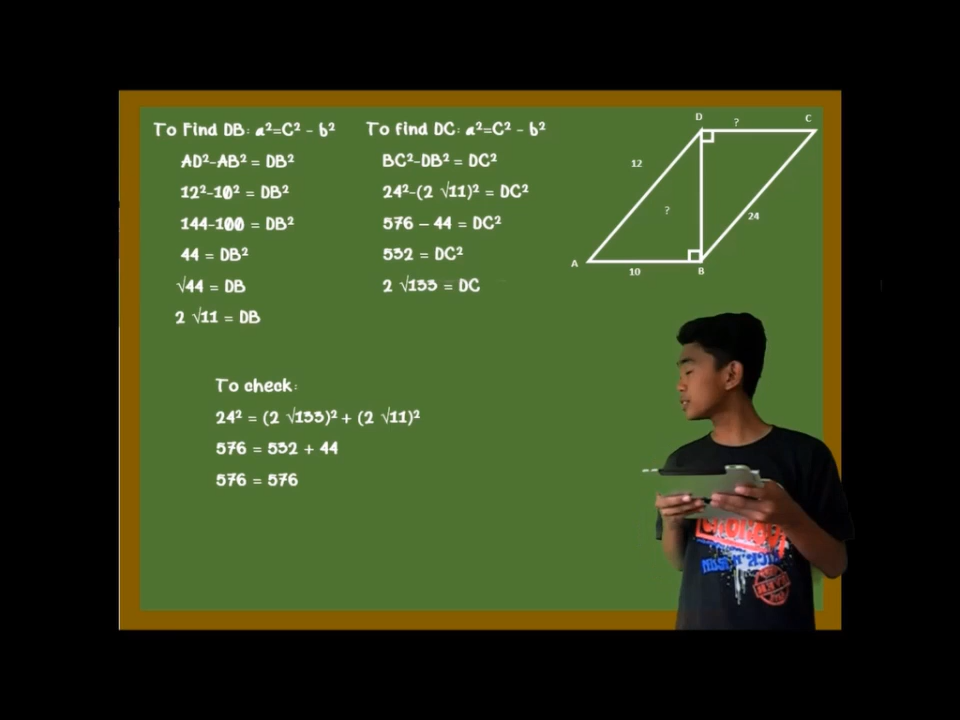 To Find DB: a²=C² - b²
AD²-AB² = DB²
12²-10² = DB²
144-100 = DB²
44 = DB²
√44 = DB
2 √11 = DB
To find DC: a²=C² - b²
BC²-DB² = DC²
24²-(2 √11)² = DC²
576 – 44 = DC²
532 = DC²
2 √133 = DC
D
?
C
12
?
24
A
10
B
To check:
24² = (2 √133)² + (2 √11)²
576 = 532 + 44
576 = 576